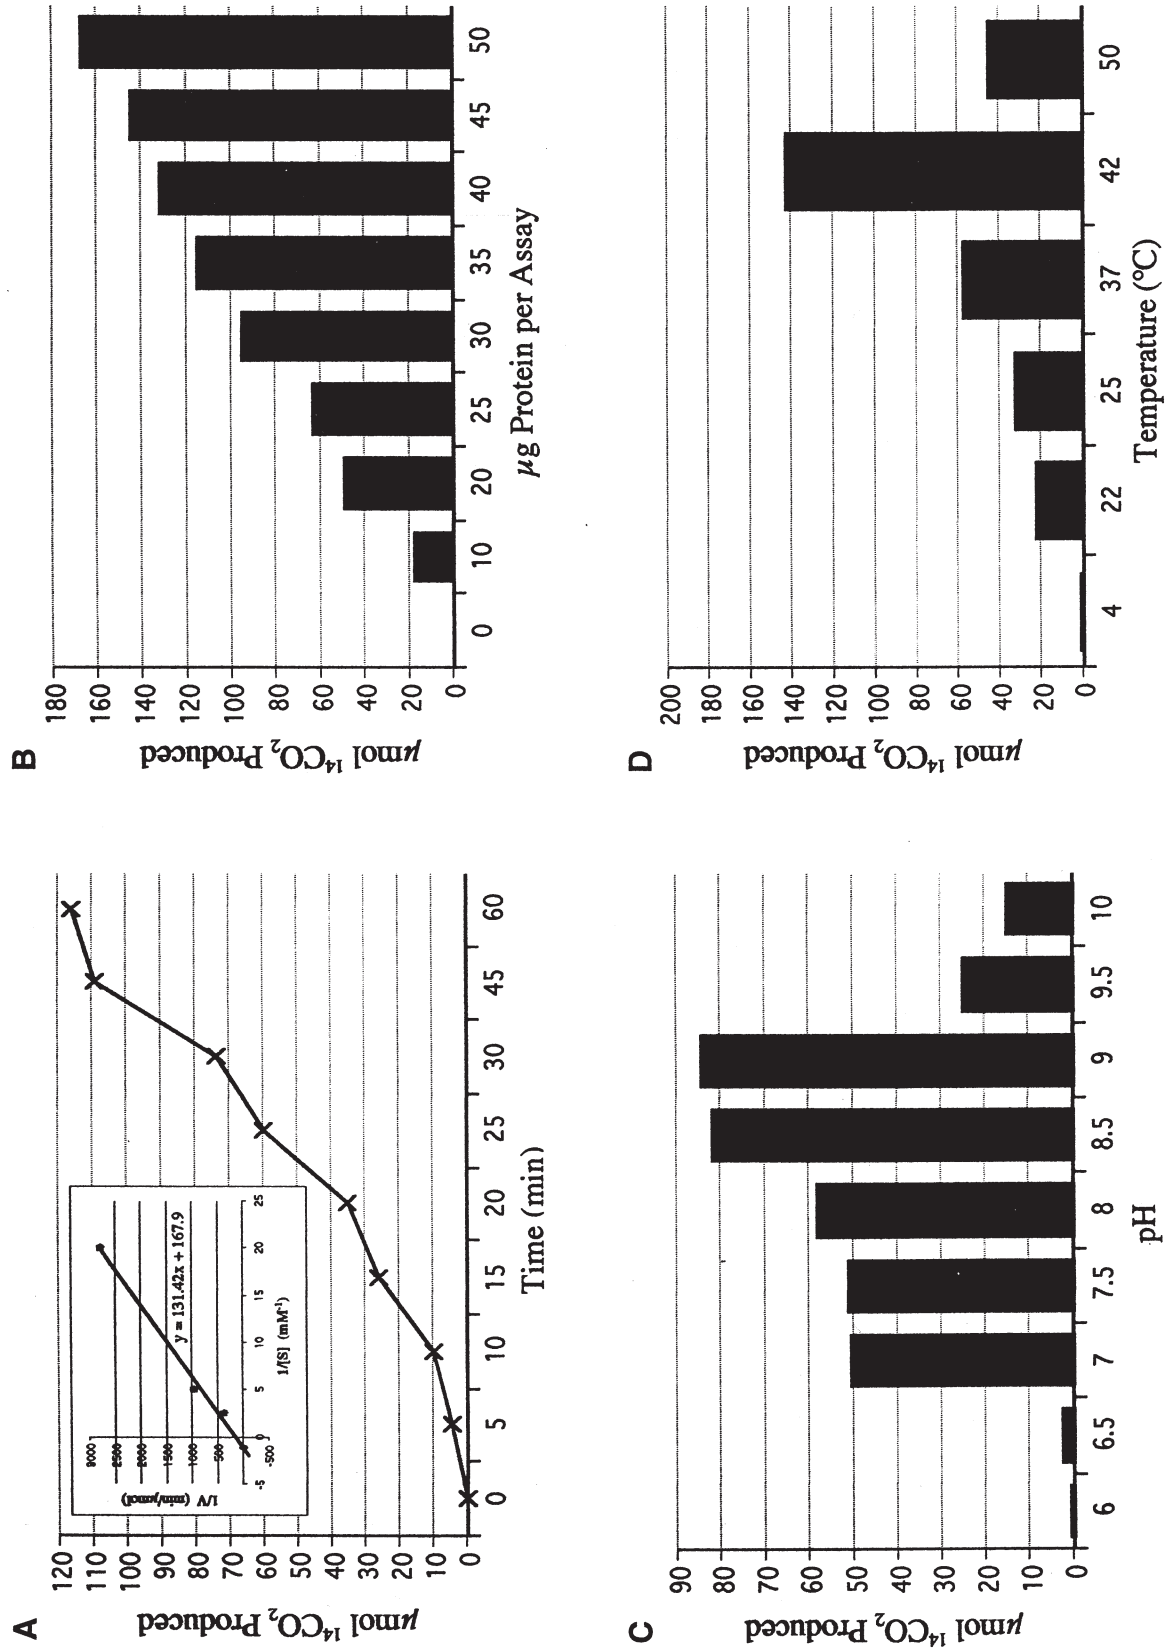 A
120
110
100
90
80
70
60
50
40
30
20
10
0
μmol ¹⁴CO₂ Produced
0 5 10 15 20 25 30 45 60
Time (min)
3000
2500
2000
1500
1000
500
0
-500
1/V (min/μmol)
-5 5 10 15 20 25
1/[S] (mM⁻¹)
y = 131.42x + 167.9
B
180
160
140
120
100
80
60
40
20
0
μmol ¹⁴CO₂ Produced
0 10 20 25 30 35 40 45 50
μg Protein per Assay
C
90
80
70
60
50
40
30
20
10
0
μmol ¹⁴CO₂ Produced
6 6.5 7 7.5 8 8.5 9 9.5 10
pH
D
200
180
160
140
120
100
80
60
40
20
0
μmol ¹⁴CO₂ Produced
4 22 25 37 42 50
Temperature (°C)